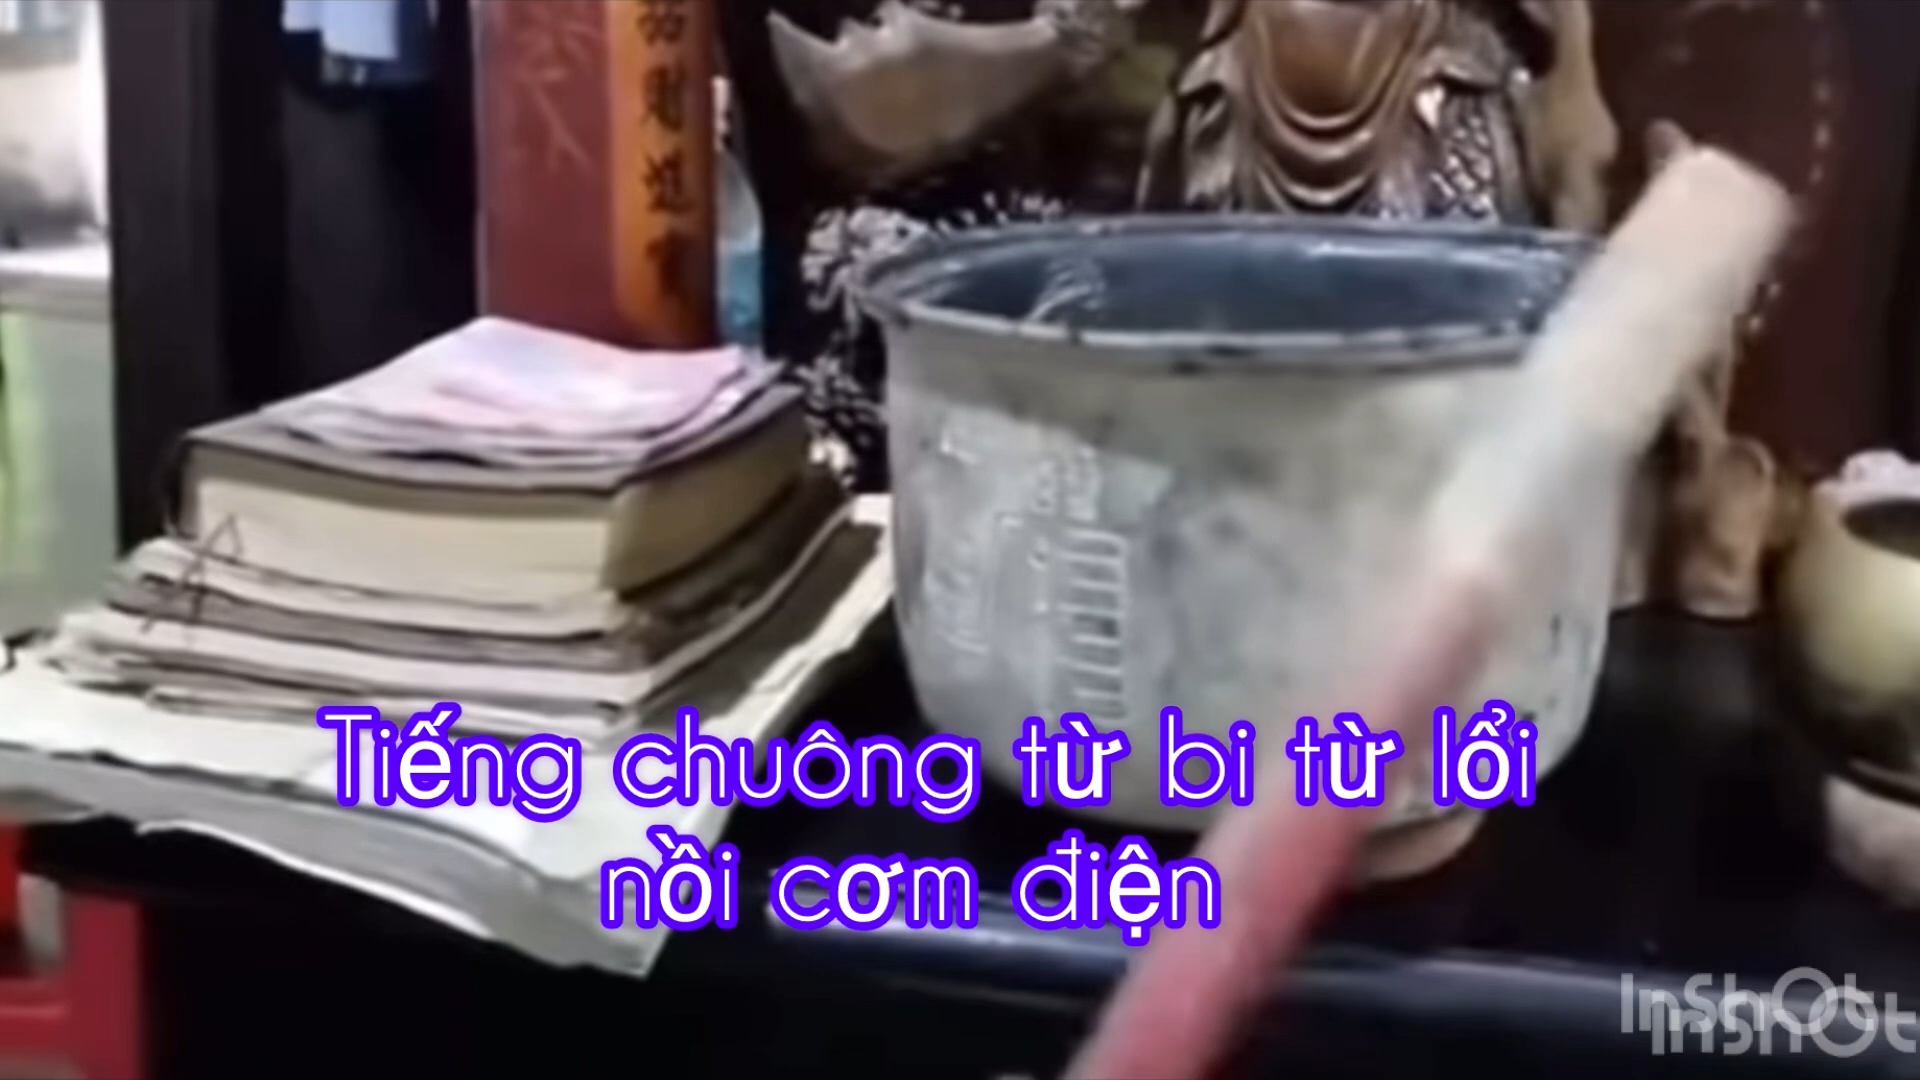 Tiếng chuông từ bi từ lổi
nồi cơm điện
InShOt